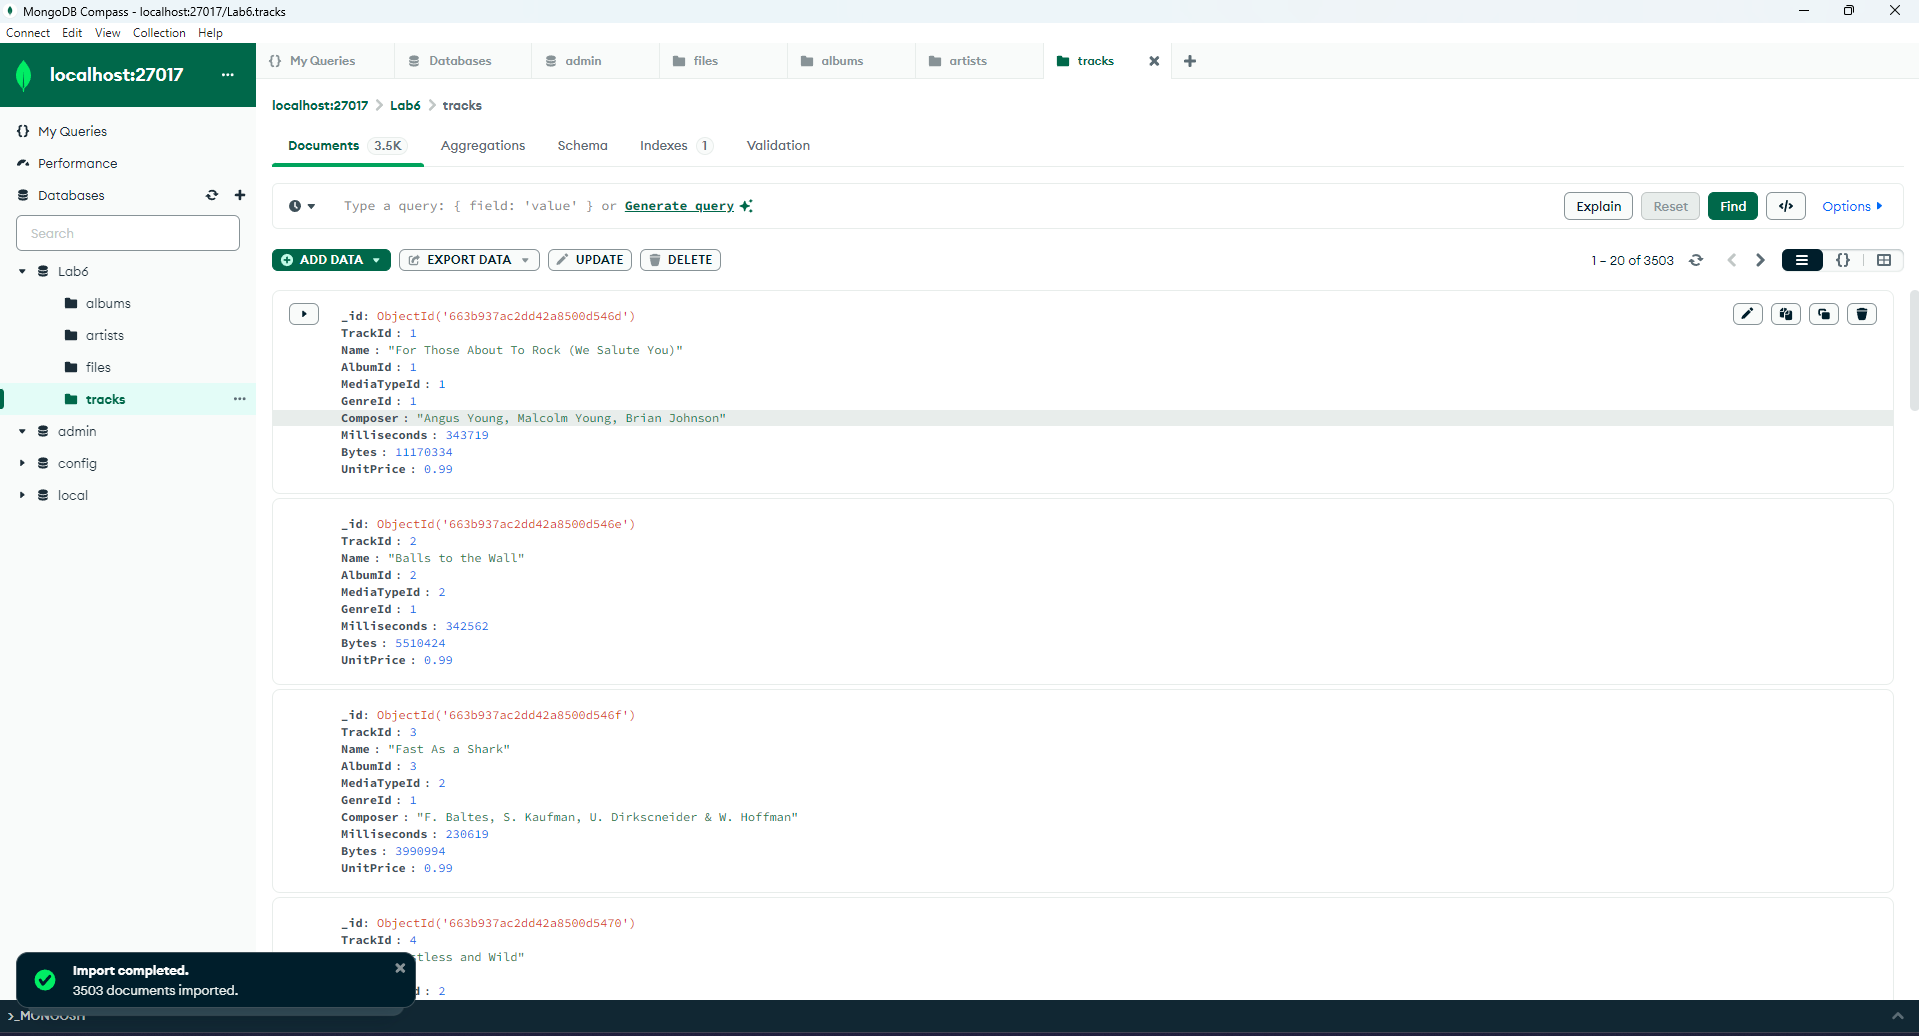 MongoDB Compass - localhost:27017/Lab6.tracks
Connect Edit View Collection Help
localhost:27017 ...
{} My Queries Databases admin files albums artists tracks
localhost:27017 > Lab6 > tracks
My Queries
Performance
Databases
Search
Lab6
albums
artists
files
tracks ...
admin
config
local
Documents 3.5K Aggregations Schema Indexes 1 Validation
Type a query: { field: 'value' } or Generate query
Explain Reset Find </> Options
ADD DATA EXPORT DATA UPDATE DELETE
1 – 20 of 3503 {}
_id: ObjectId('663b937ac2dd42a8500d546d')
TrackId : 1
Name : "For Those About To Rock (We Salute You)"
AlbumId : 1
MediaTypeId : 1
GenreId : 1
Composer : "Angus Young, Malcolm Young, Brian Johnson"
Milliseconds : 343719
Bytes : 11170334
UnitPrice : 0.99
_id: ObjectId('663b937ac2dd42a8500d546e')
TrackId : 2
Name : "Balls to the Wall"
AlbumId : 2
MediaTypeId : 2
GenreId : 1
Milliseconds : 342562
Bytes : 5510424
UnitPrice : 0.99
_id: ObjectId('663b937ac2dd42a8500d546f')
TrackId : 3
Name : "Fast As a Shark"
AlbumId : 3
MediaTypeId : 2
GenreId : 1
Composer : "F. Baltes, S. Kaufman, U. Dirkscneider & W. Hoffman"
Milliseconds : 230619
Bytes : 3990994
UnitPrice : 0.99
_id: ObjectId('663b937ac2dd42a8500d5470')
TrackId : 4
tless and Wild"
d : 2
Import completed.
3503 documents imported.
>_MONGOSH